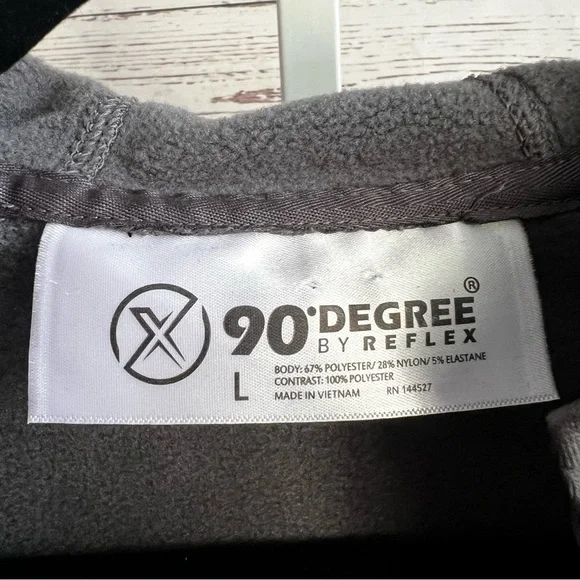 X
90°DEGREE®
BY REFLEX
L
BODY: 67% POLYESTER/ 28% NYLON/ 5% ELASTANE
CONTRAST: 100% POLYESTER
MADE IN VIETNAM RN 144527